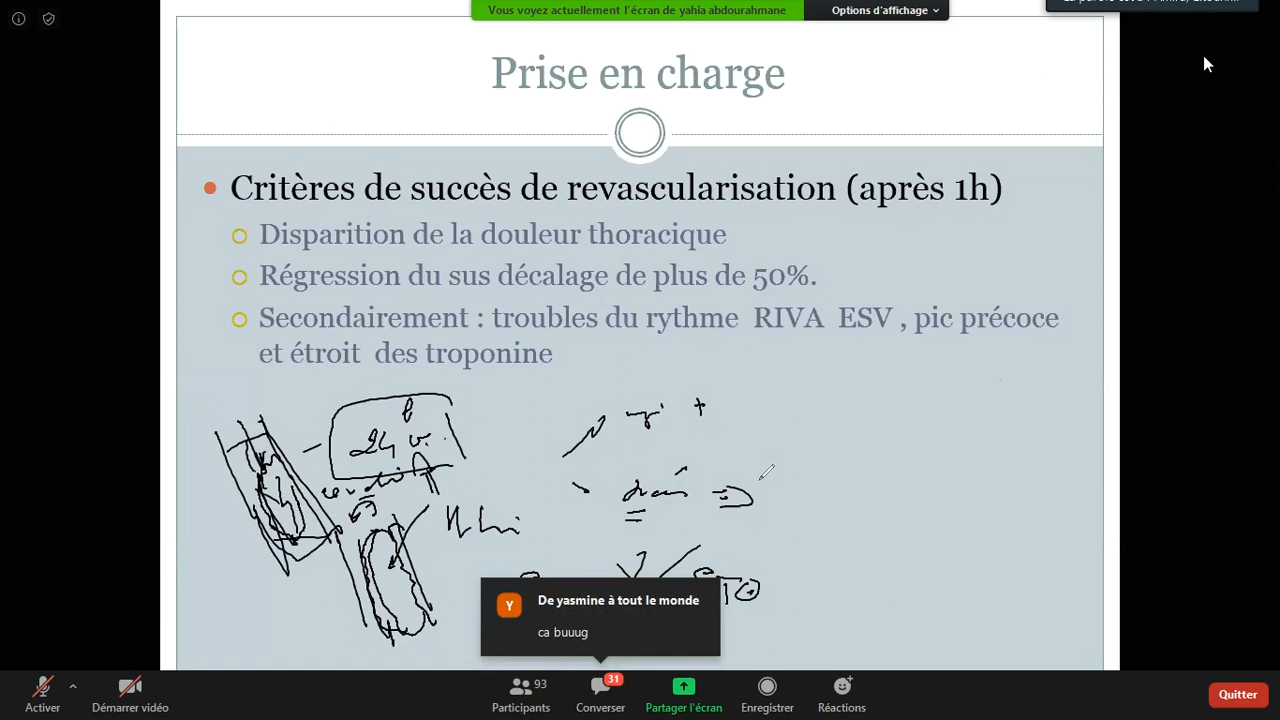 Vous voyez actuellement l'écran de yahia abdourahmane
Options d'affichage
Prise en charge
Critères de succès de revascularisation (après 1h)
Disparition de la douleur thoracique
Régression du sus décalage de plus de 50%.
Secondairement : troubles du rythme RIVA ESV , pic précoce
et étroit des troponine
24
+
De yasmine à tout le monde
Y
ca buuug
93
31
Activer
Démarrer vidéo
Participants
Converser
Partager l'écran
Enregistrer
Réactions
Quitter